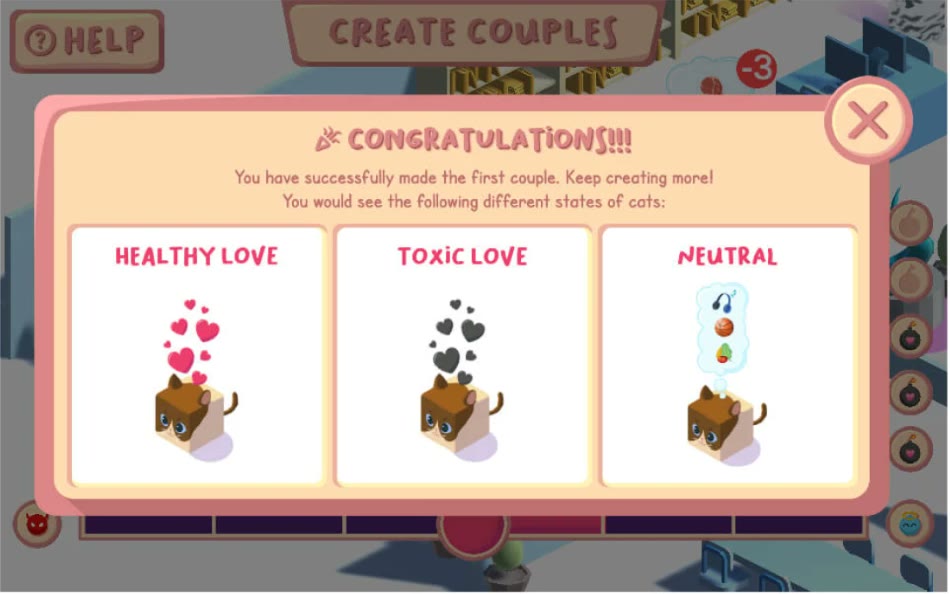 ? HELP
CREATE COUPLES
-3
CONGRATULATIONS!!!
You have successfully made the first couple. Keep creating more!
You would see the following different states of cats:
HEALTHY LOVE
TOXIC LOVE
NEUTRAL